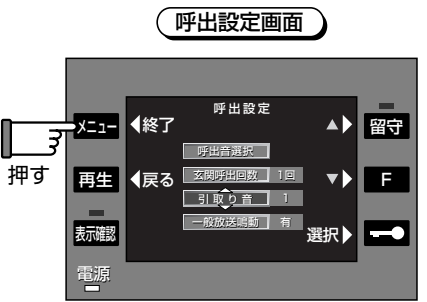 呼出設定画面
呼出設定
メニュー
終了
▲
留守
呼出音選択
押す
再生
戻る
玄関呼出回数 1回
▼
F
引取り音 1
表示確認
一般放送鳴動 有
選択
電源